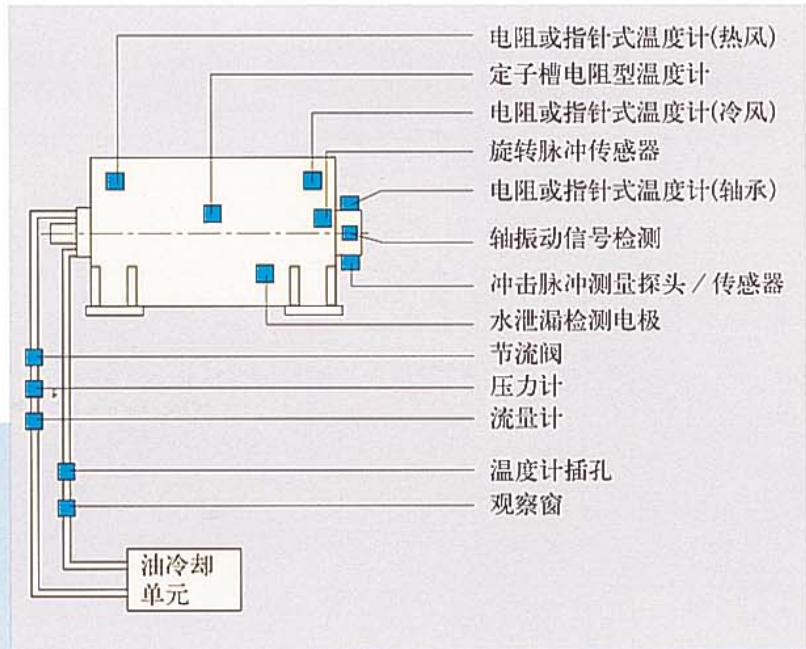 电阻或指针式温度计(热风)
定子槽电阻型温度计
电阻或指针式温度计(冷风)
旋转脉冲传感器
电阻或指针式温度计(轴承)
轴振动信号检测
冲击脉冲测量探头/传感器
水泄漏检测电极
节流阀
压力计
流量计
温度计插孔
观察窗
油冷却
单元